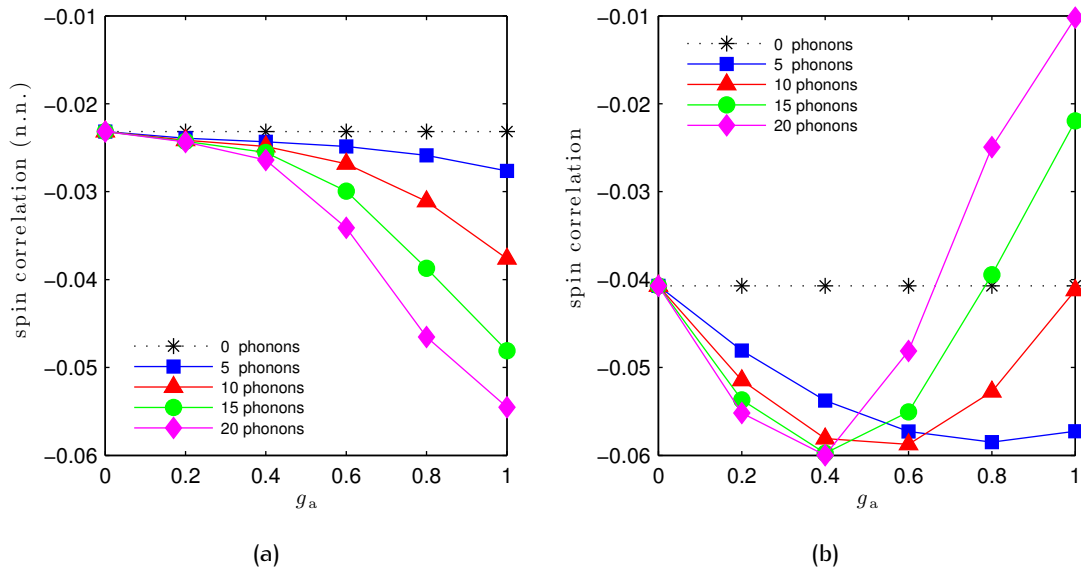 −0.01
−0.02
−0.03
−0.04
−0.05
−0.06
spin correlation (n.n.)
0 phonons
5 phonons
10 phonons
15 phonons
20 phonons
0 0.2 0.4 0.6 0.8 1
g_a
(a)
−0.01
−0.02
−0.03
−0.04
−0.05
−0.06
spin correlation
0 phonons
5 phonons
10 phonons
15 phonons
20 phonons
0 0.2 0.4 0.6 0.8 1
g_a
(b)